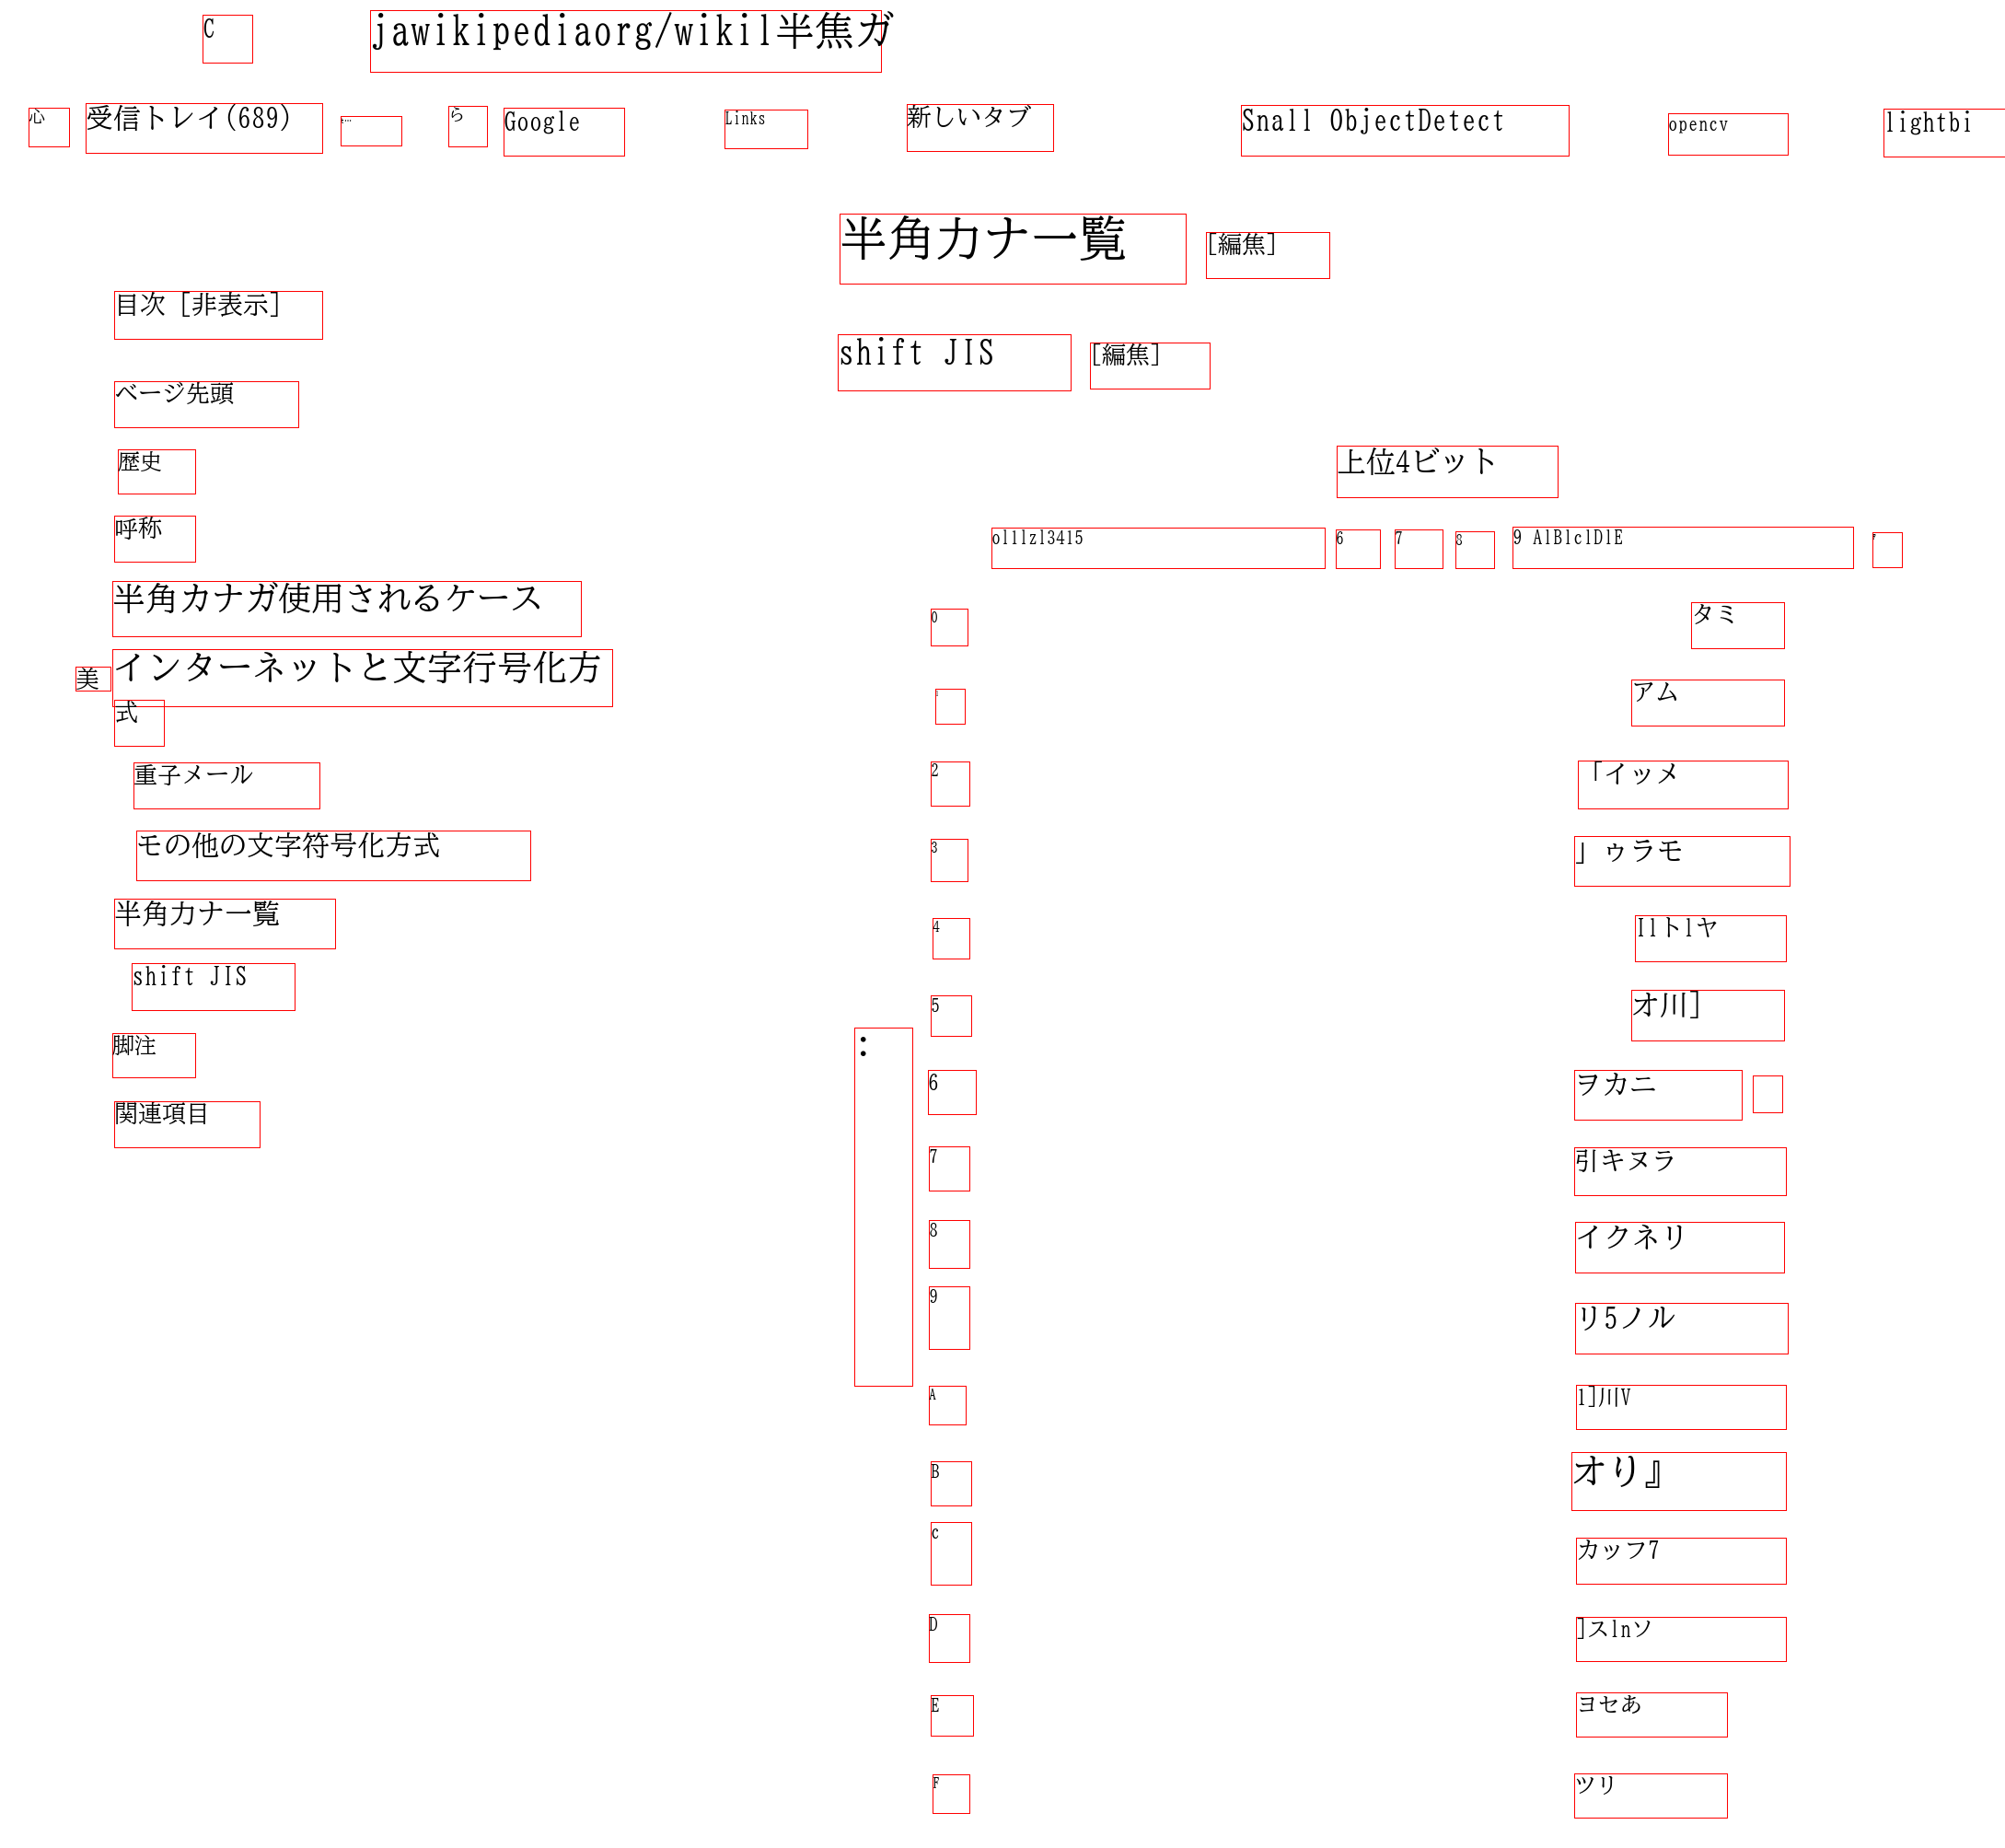 C jawikipediaorg/wikil半焦ガ
心 受信トレイ(689) ら Google Links 新しいタブ Snall ObjectDetect opencv lightbi
半角力ナ一覧 [編焦]
目次 [非表示]
shift JIS [編焦]
ベージ先頭
歴史
上位4ビット
呼称
olllzl3415 6 7 8 9 AlBlclDlE
半角カナガ使用されるケース
0 タミ
美 インターネットと文字行号化方
式
アム
重子メール
2 「イッメ
モの他の文字符号化方式
3 」ゥラモ
半角力ナ一覧
4 Ilトlヤ
shift JIS
5 オ川]
脚注
:
6 ヲカニ
関連項目
7 引キヌラ
8 イクネリ
9 リ5ノル
A l]川V
B オり』
c カッフ7
D ]スlnソ
E ヨセあ
F ツリ